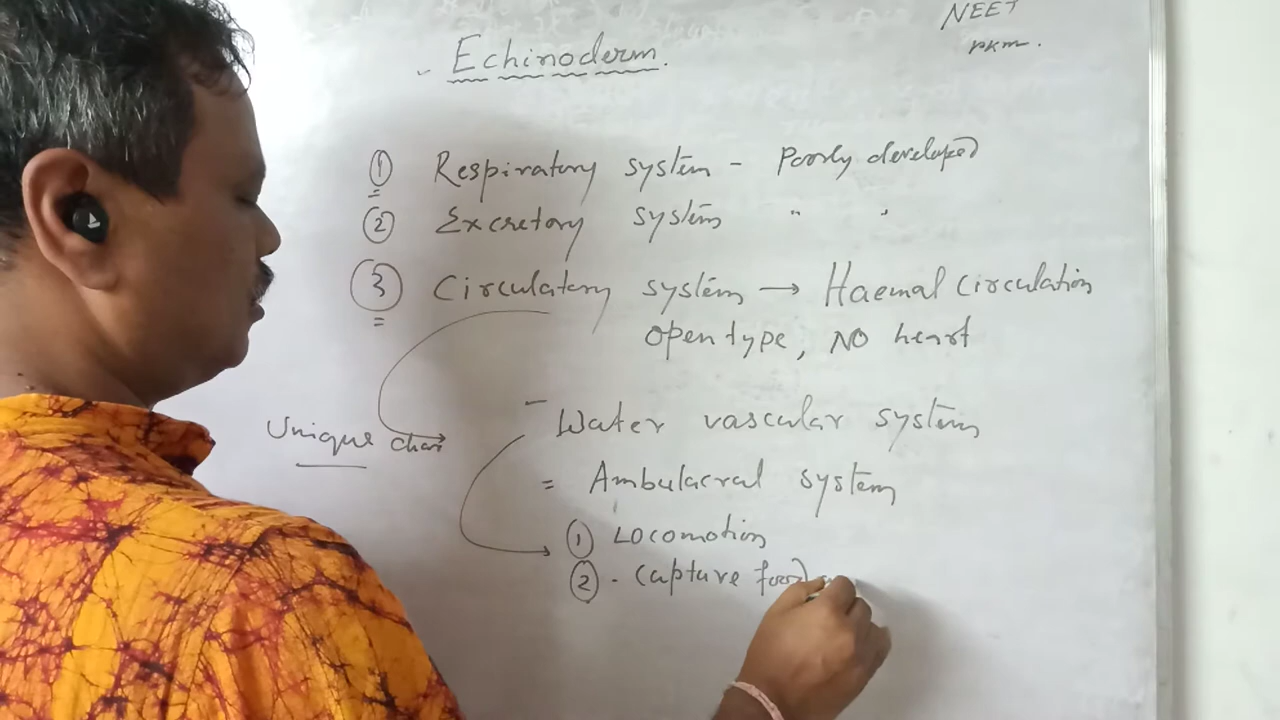 NEET
pkm.
Echinoderm.
① Respiratory system - Poorly developed
② Excretory system " "
③ Circulatory system → Haemal circulation
open type, NO heart
Unique char
- Water vascular system
= Ambulacral system
① Locomotion
② . Capture food